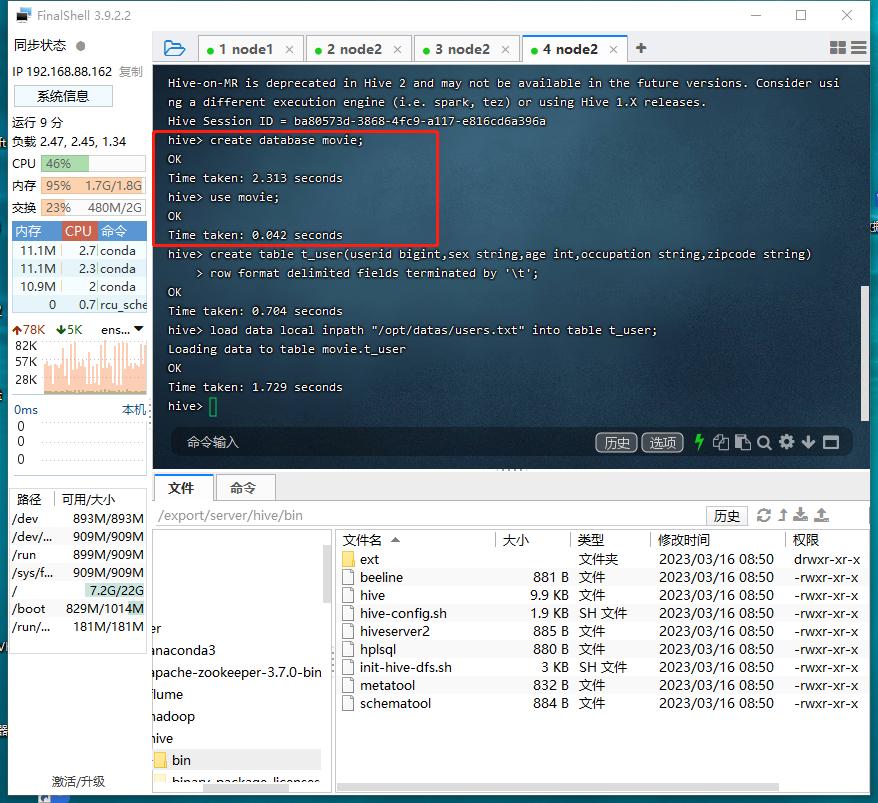 FinalShell 3.9.2.2
同步状态
IP 192.168.88.162 复制
系统信息
运行 9 分
负载 2.47, 2.45, 1.34
CPU 46%
内存 95% 1.7G/1.8G
交换 23% 480M/2G
内存 CPU 命令
11.1M 2.7 conda
11.1M 2.3 conda
10.9M 2 conda
0 0.7 rcu_sche
78K 5K ens...
82K
57K
28K
0ms 本机
0
0
0
路径 可用/大小
/dev 893M/893M
/dev/... 909M/909M
/run 899M/909M
/sys/f... 909M/909M
/ 7.2G/22G
/boot 829M/1014M
/run/... 181M/181M
激活/升级
1 node1
2 node2
3 node2
4 node2
Hive-on-MR is deprecated in Hive 2 and may not be available in the future versions. Consider usi
ng a different execution engine (i.e. spark, tez) or using Hive 1.X releases.
Hive Session ID = ba80573d-3868-4fc9-a117-e816cd6a396a
hive> create database movie;
OK
Time taken: 2.313 seconds
hive> use movie;
OK
Time taken: 0.042 seconds
hive> create table t_user(userid bigint,sex string,age int,occupation string,zipcode string)
> row format delimited fields terminated by '\t';
OK
Time taken: 0.704 seconds
hive> load data local inpath "/opt/datas/users.txt" into table t_user;
Loading data to table movie.t_user
OK
Time taken: 1.729 seconds
hive>
命令输入 历史 选项
文件 命令
/export/server/hive/bin 历史
er
anaconda3
apache-zookeeper-3.7.0-bin
flume
hadoop
hive
bin
binary-package-licenses
文件名 大小 类型 修改时间 权限
ext 文件夹 2023/03/16 08:50 drwxr-xr-x
beeline 881 B 文件 2023/03/16 08:50 -rwxr-xr-x
hive 9.9 KB 文件 2023/03/16 08:50 -rwxr-xr-x
hive-config.sh 1.9 KB SH 文件 2023/03/16 08:50 -rwxr-xr-x
hiveserver2 885 B 文件 2023/03/16 08:50 -rwxr-xr-x
hplsql 880 B 文件 2023/03/16 08:50 -rwxr-xr-x
init-hive-dfs.sh 3 KB SH 文件 2023/03/16 08:50 -rwxr-xr-x
metatool 832 B 文件 2023/03/16 08:50 -rwxr-xr-x
schematool 884 B 文件 2023/03/16 08:50 -rwxr-xr-x